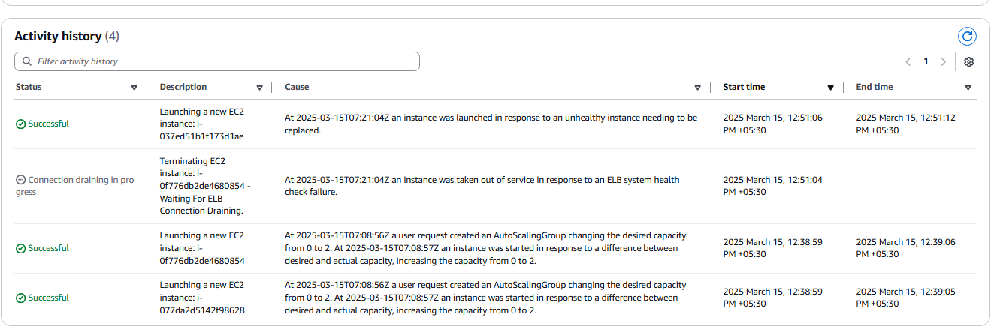 Activity history (4)
Filter activity history
1
Status Description Cause Start time End time
Successful
Launching a new EC2
instance: i-
037ed51b1f173d1ae
At 2025-03-15T07:21:04Z an instance was launched in response to an unhealthy instance needing to be
replaced.
2025 March 15, 12:51:06
PM +05:30
2025 March 15, 12:51:12
PM +05:30
Connection draining in pro
gress
Terminating EC2
instance: i-
0f776db2de4680854 -
Waiting For ELB
Connection Draining.
At 2025-03-15T07:21:04Z an instance was taken out of service in response to an ELB system health
check failure.
2025 March 15, 12:51:04
PM +05:30
Successful
Launching a new EC2
instance: i-
0f776db2de4680854
At 2025-03-15T07:08:56Z a user request created an AutoScalingGroup changing the desired capacity
from 0 to 2. At 2025-03-15T07:08:57Z an instance was started in response to a difference between
desired and actual capacity, increasing the capacity from 0 to 2.
2025 March 15, 12:38:59
PM +05:30
2025 March 15, 12:39:06
PM +05:30
Successful
Launching a new EC2
instance: i-
077da2d5142f98628
At 2025-03-15T07:08:56Z a user request created an AutoScalingGroup changing the desired capacity
from 0 to 2. At 2025-03-15T07:08:57Z an instance was started in response to a difference between
desired and actual capacity, increasing the capacity from 0 to 2.
2025 March 15, 12:38:59
PM +05:30
2025 March 15, 12:39:05
PM +05:30